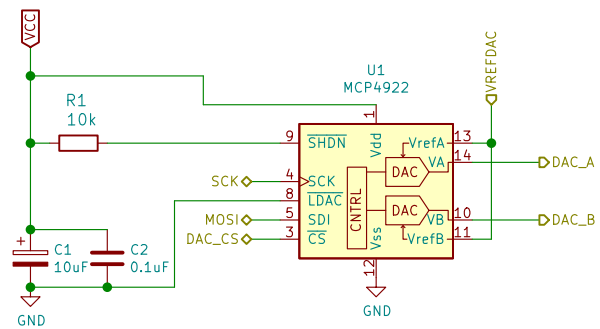 VCC
U1
MCP4922
VREFDAC
R1
10k
1
Vdd
9
SHDN
VrefA
13
VA
14
DAC_A
SCK
4
SCK
DAC
8
LDAC
CNTRL
MOSI
5
SDI
DAC
VB
10
DAC_B
DAC_CS
3
CS
Vss
VrefB
11
12
+
C1
10uF
C2
0.1uF
GND
GND